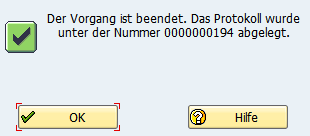 Der Vorgang ist beendet. Das Protokoll wurde
unter der Nummer 0000000194 abgelegt.
OK
Hilfe